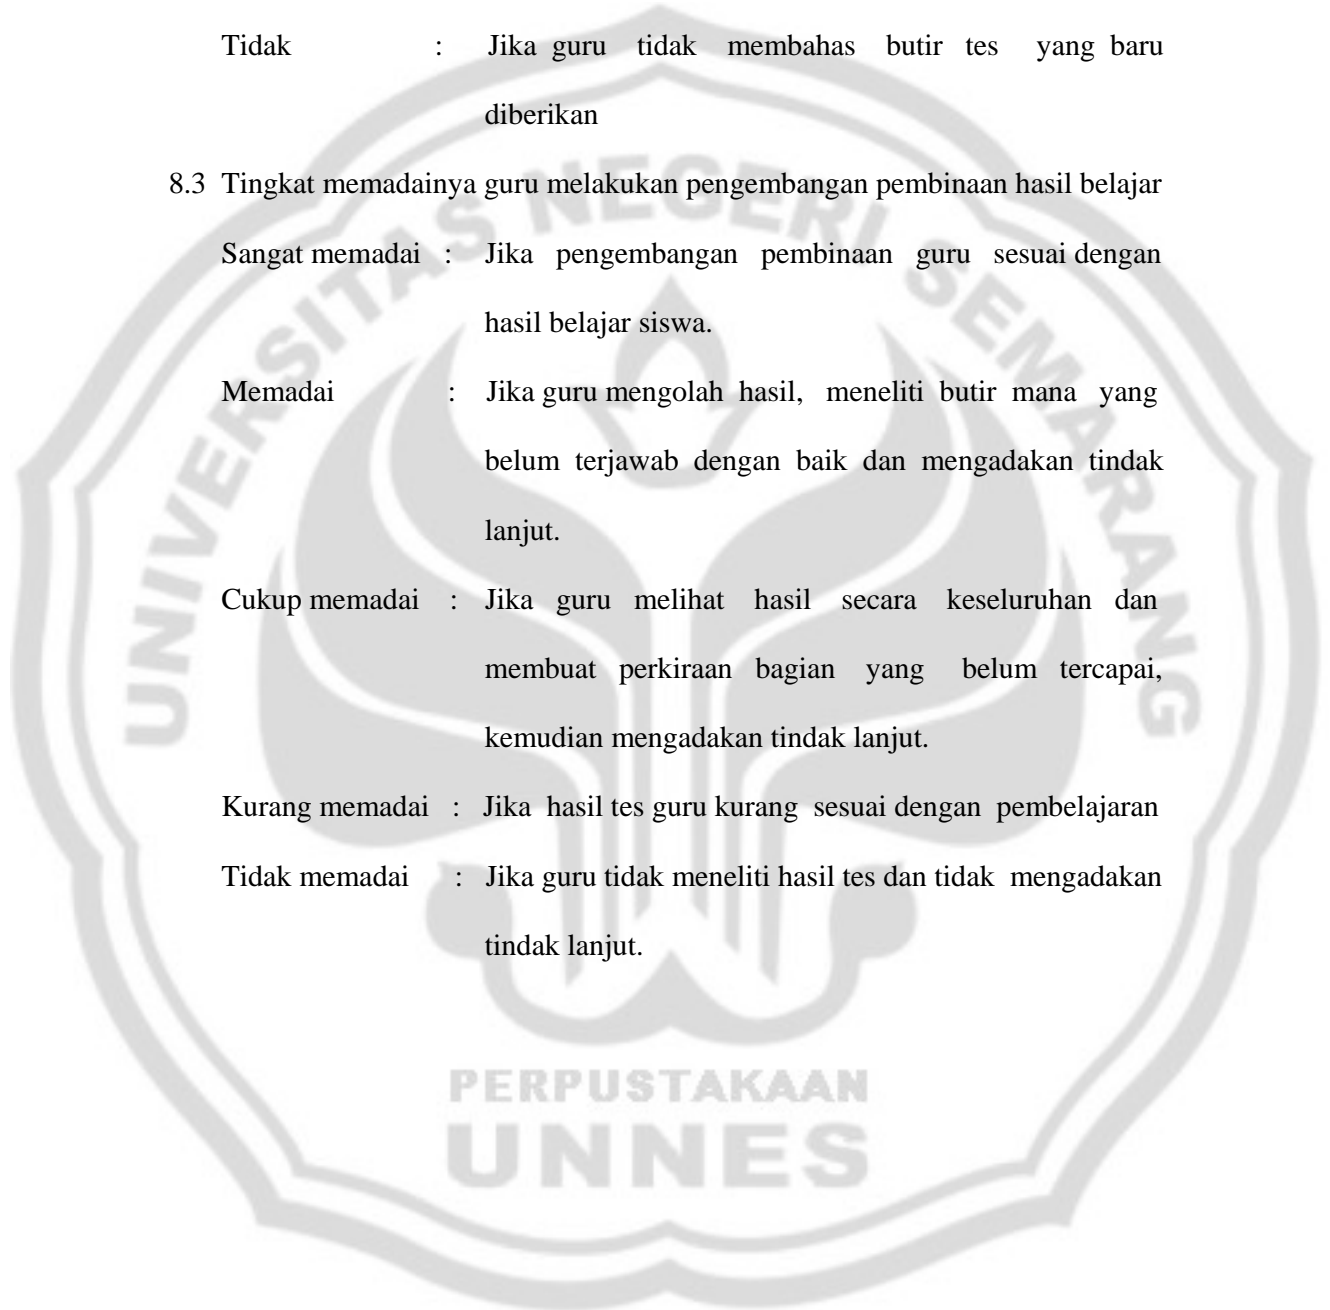 Tidak : Jika guru tidak membahas butir tes yang baru
diberikan
8.3 Tingkat memadainya guru melakukan pengembangan pembinaan hasil belajar
Sangat memadai : Jika pengembangan pembinaan guru sesuai dengan
hasil belajar siswa.
Memadai : Jika guru mengolah hasil, meneliti butir mana yang
belum terjawab dengan baik dan mengadakan tindak
lanjut.
Cukup memadai : Jika guru melihat hasil secara keseluruhan dan
membuat perkiraan bagian yang belum tercapai,
kemudian mengadakan tindak lanjut.
Kurang memadai : Jika hasil tes guru kurang sesuai dengan pembelajaran
Tidak memadai : Jika guru tidak meneliti hasil tes dan tidak mengadakan
tindak lanjut.
UNIVERSITAS NEGERI SEMARANG
PERPUSTAKAAN
UNNES